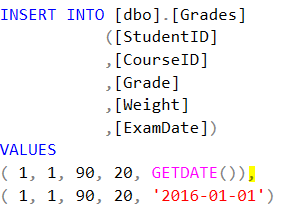 INSERT INTO [dbo].[Grades]
([StudentID]
,[CourseID]
,[Grade]
,[Weight]
,[ExamDate])
VALUES
( 1, 1, 90, 20, GETDATE()),
( 1, 1, 90, 20, '2016-01-01')